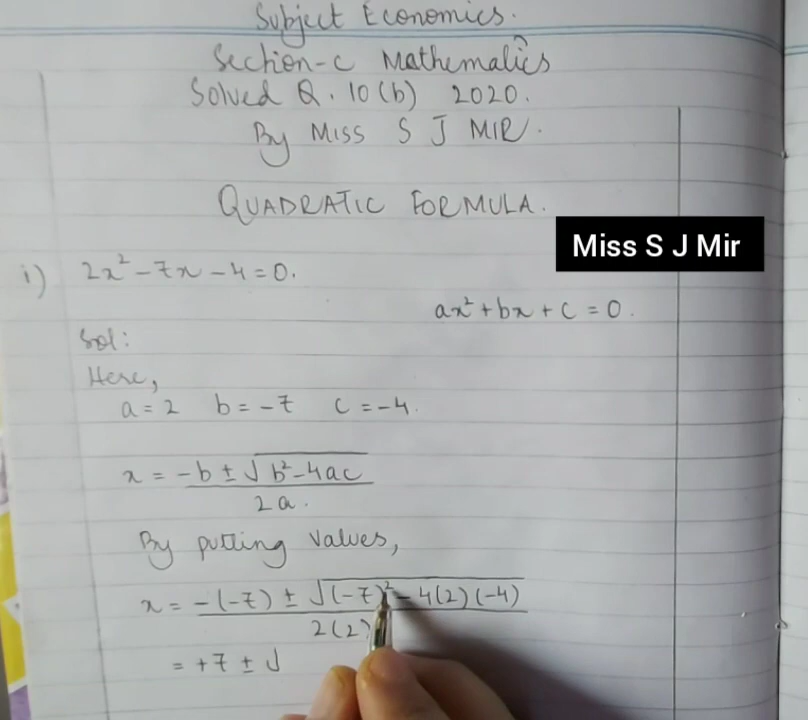 Subject Economics.
Section-C Mathematics
Solved Q. 10(b) 2020.
By Miss S J MIR.
QUADRATIC FORMULA.
Miss S J Mir
i) 2x² - 7x - 4 = 0.
ax² + bx + c = 0.
Sol:
Here,
a = 2 b = -7 c = -4.
x = -b ± √b²-4ac
2a.
By putting values,
x = -(-7) ± √(-7)² - 4(2)(-4)
2(2)
= +7 ± √